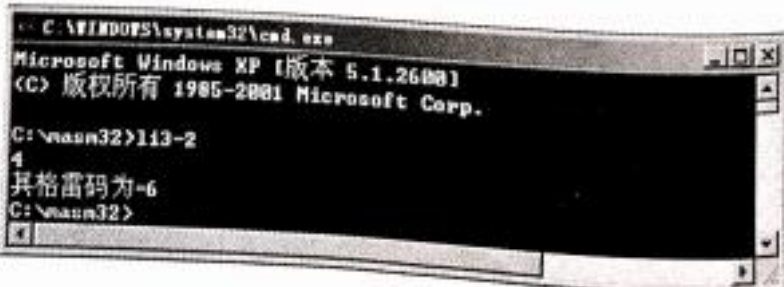 C:\WINDOWS\system32\cmd.exe
Microsoft Windows XP [版本 5.1.2600]
(C) 版权所有 1985-2001 Microsoft Corp.
C:\masm32>li3-2
4
其格雷码为=6
C:\masm32>